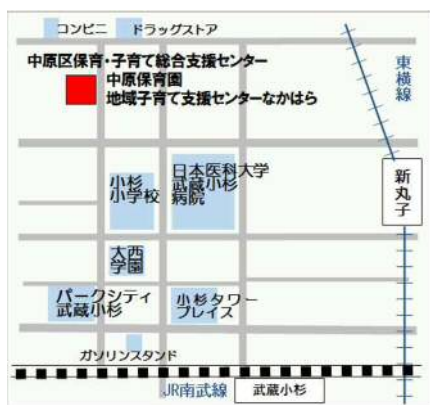 コンビニ
ドラッグストア
中原区保育・子育て総合支援センター
中原保育園
地域子育て支援センターなかはら
東横線
小杉
小学校
日本医科大学
武蔵小杉
病院
新丸子
大西
学園
パークシティ
武蔵小杉
小杉タワー
プレイス
ガソリンスタンド
JR南武線
武蔵小杉